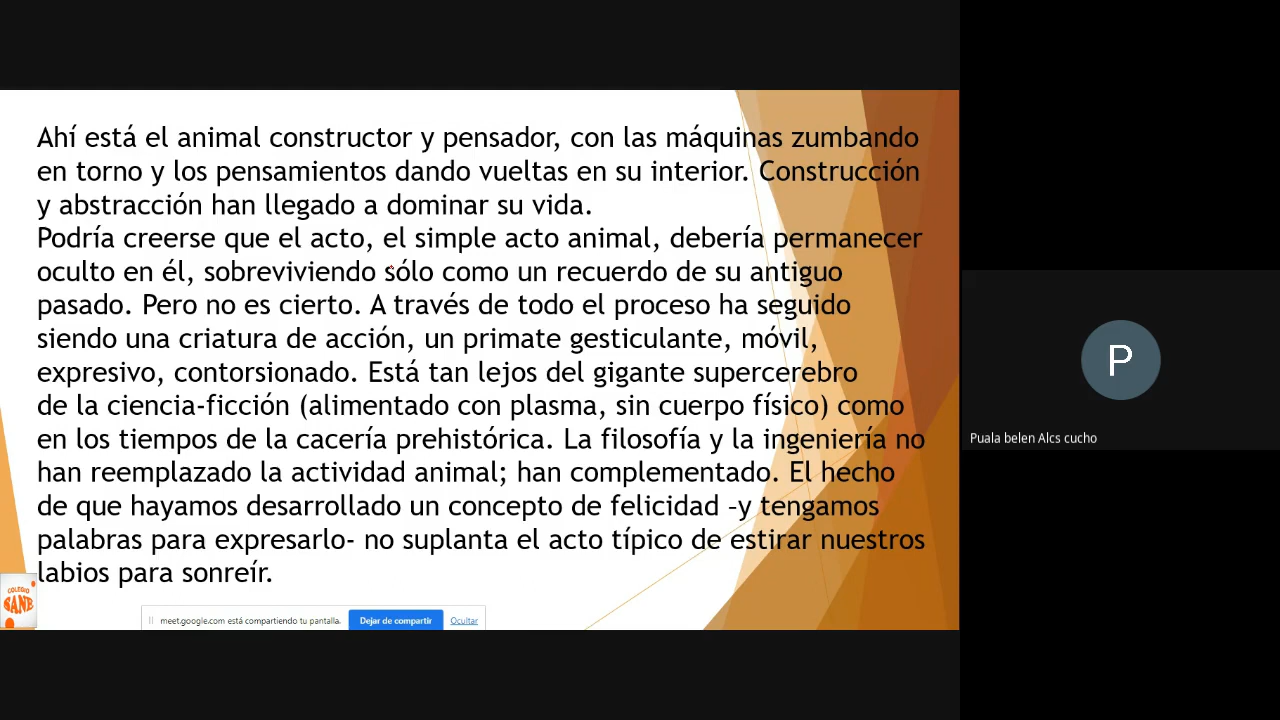 Ahí está el animal constructor y pensador, con las máquinas zumbando
en torno y los pensamientos dando vueltas en su interior. Construcción
y abstracción han llegado a dominar su vida.
Podría creerse que el acto, el simple acto animal, debería permanecer
oculto en él, sobreviviendo sólo como un recuerdo de su antiguo
pasado. Pero no es cierto. A través de todo el proceso ha seguido
siendo una criatura de acción, un primate gesticulante, móvil,
expresivo, contorsionado. Está tan lejos del gigante supercerebro
de la ciencia-ficción (alimentado con plasma, sin cuerpo físico) como
en los tiempos de la cacería prehistórica. La filosofía y la ingeniería no
han reemplazado la actividad animal; han complementado. El hecho
de que hayamos desarrollado un concepto de felicidad –y tengamos
palabras para expresarlo- no suplanta el acto típico de estirar nuestros
labios para sonreír.
COLEGIO
SANB
meet.google.com está compartiendo tu pantalla.
Dejar de compartir
Ocultar
P
Puala belen Alcs cucho